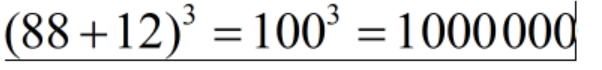 (88+12)³ = 100³ = 1000000